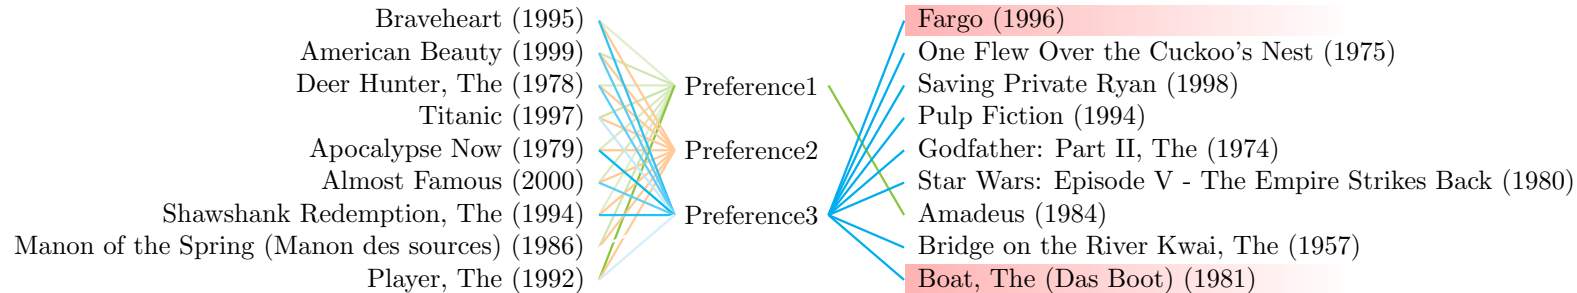 Braveheart (1995)
American Beauty (1999)
Deer Hunter, The (1978)
Titanic (1997)
Apocalypse Now (1979)
Almost Famous (2000)
Shawshank Redemption, The (1994)
Manon of the Spring (Manon des sources) (1986)
Player, The (1992)
Preference1
Preference2
Preference3
Fargo (1996)
One Flew Over the Cuckoo's Nest (1975)
Saving Private Ryan (1998)
Pulp Fiction (1994)
Godfather: Part II, The (1974)
Star Wars: Episode V - The Empire Strikes Back (1980)
Amadeus (1984)
Bridge on the River Kwai, The (1957)
Boat, The (Das Boot) (1981)